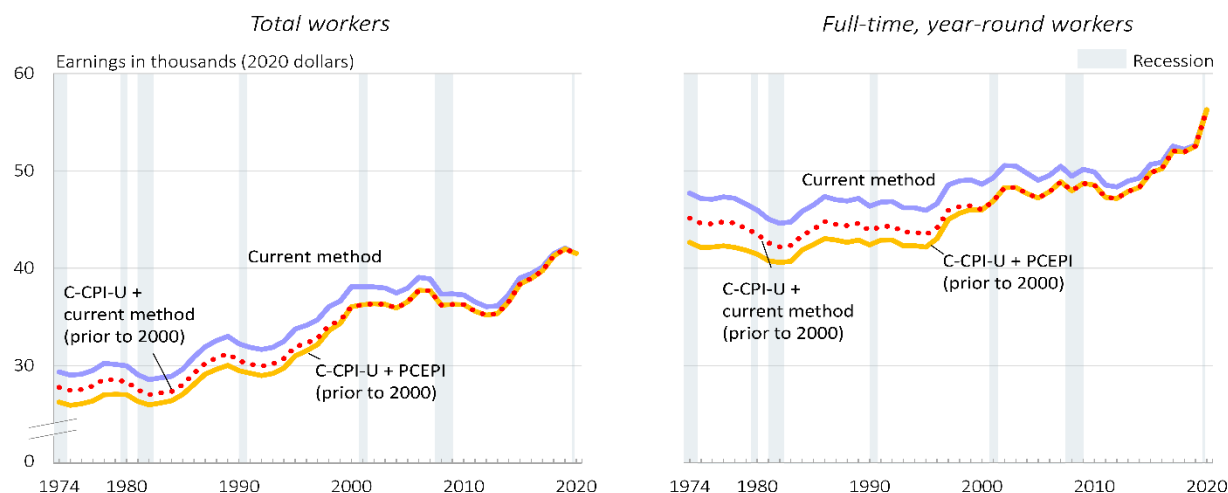 Total workers
Full-time, year-round workers
Earnings in thousands (2020 dollars)
Recession
60
50
40
30
0
Current method
C-CPI-U +
current method
(prior to 2000)
C-CPI-U + PCEPI
(prior to 2000)
1974 1980 1990 2000 2010 2020
Current method
C-CPI-U + PCEPI
(prior to 2000)
C-CPI-U +
current method
(prior to 2000)
1974 1980 1990 2000 2010 2020